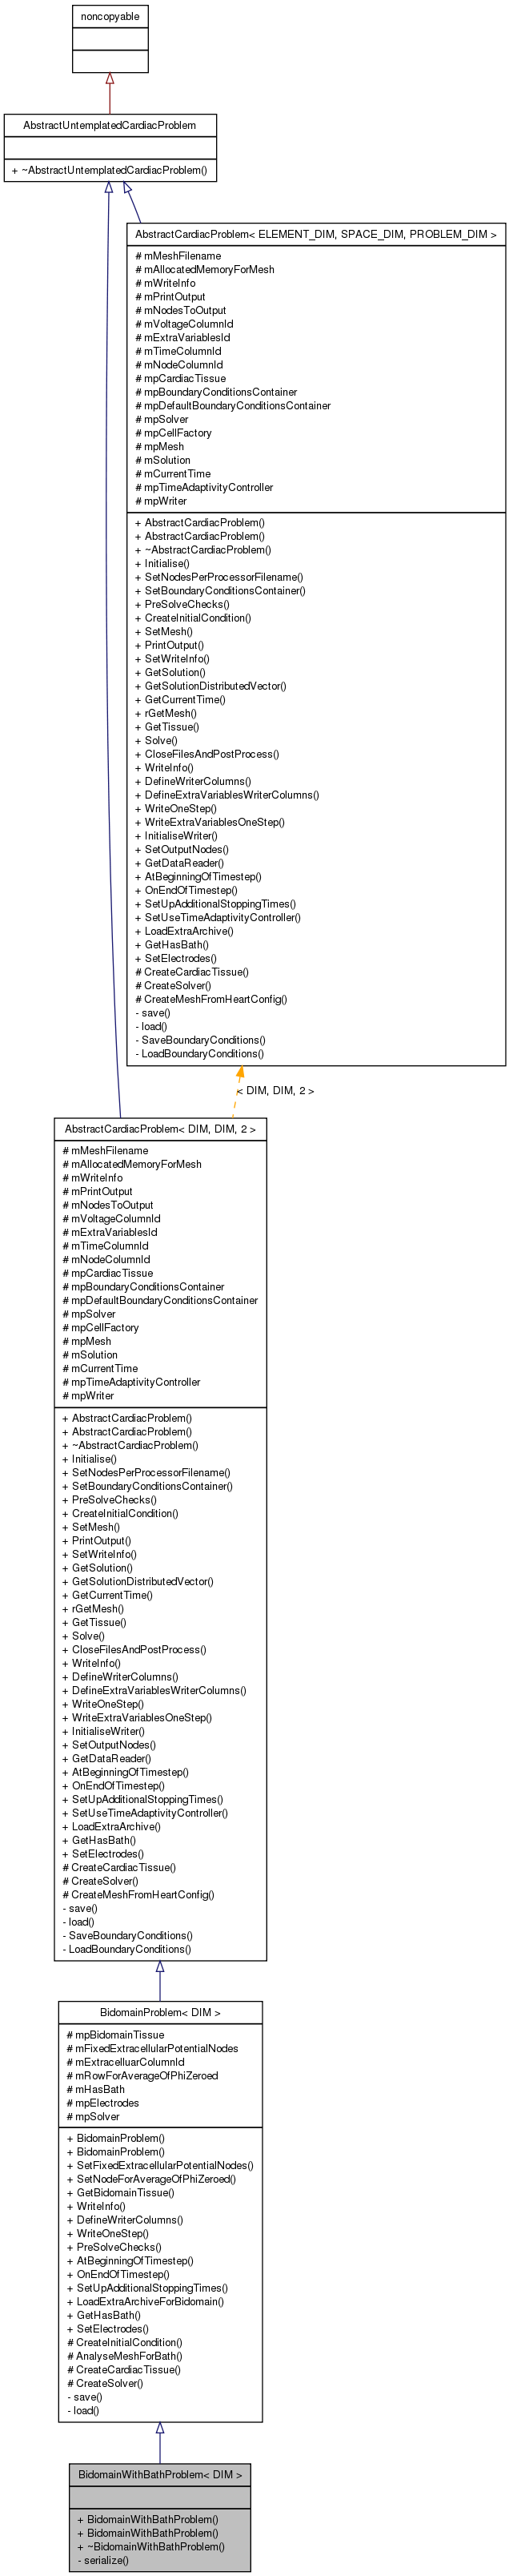 noncopyable
AbstractUntemplatedCardiacProblem
+ ~AbstractUntemplatedCardiacProblem()
AbstractCardiacProblem< ELEMENT_DIM, SPACE_DIM, PROBLEM_DIM >
# mMeshFilename
# mAllocatedMemoryForMesh
# mWriteInfo
# mPrintOutput
# mNodesToOutput
# mVoltageColumnId
# mExtraVariablesId
# mTimeColumnId
# mNodeColumnId
# mpCardiacTissue
# mpBoundaryConditionsContainer
# mpDefaultBoundaryConditionsContainer
# mpSolver
# mpCellFactory
# mpMesh
# mSolution
# mCurrentTime
# mpTimeAdaptivityController
# mpWriter
+ AbstractCardiacProblem()
+ AbstractCardiacProblem()
+ ~AbstractCardiacProblem()
+ Initialise()
+ SetNodesPerProcessorFilename()
+ SetBoundaryConditionsContainer()
+ PreSolveChecks()
+ CreateInitialCondition()
+ SetMesh()
+ PrintOutput()
+ SetWriteInfo()
+ GetSolution()
+ GetSolutionDistributedVector()
+ GetCurrentTime()
+ rGetMesh()
+ GetTissue()
+ Solve()
+ CloseFilesAndPostProcess()
+ WriteInfo()
+ DefineWriterColumns()
+ DefineExtraVariablesWriterColumns()
+ WriteOneStep()
+ WriteExtraVariablesOneStep()
+ InitialiseWriter()
+ SetOutputNodes()
+ GetDataReader()
+ AtBeginningOfTimestep()
+ OnEndOfTimestep()
+ SetUpAdditionalStoppingTimes()
+ SetUseTimeAdaptivityController()
+ LoadExtraArchive()
+ GetHasBath()
+ SetElectrodes()
# CreateCardiacTissue()
# CreateSolver()
# CreateMeshFromHeartConfig()
- save()
- load()
- SaveBoundaryConditions()
- LoadBoundaryConditions()
< DIM, DIM, 2 >
AbstractCardiacProblem< DIM, DIM, 2 >
# mMeshFilename
# mAllocatedMemoryForMesh
# mWriteInfo
# mPrintOutput
# mNodesToOutput
# mVoltageColumnId
# mExtraVariablesId
# mTimeColumnId
# mNodeColumnId
# mpCardiacTissue
# mpBoundaryConditionsContainer
# mpDefaultBoundaryConditionsContainer
# mpSolver
# mpCellFactory
# mpMesh
# mSolution
# mCurrentTime
# mpTimeAdaptivityController
# mpWriter
+ AbstractCardiacProblem()
+ AbstractCardiacProblem()
+ ~AbstractCardiacProblem()
+ Initialise()
+ SetNodesPerProcessorFilename()
+ SetBoundaryConditionsContainer()
+ PreSolveChecks()
+ CreateInitialCondition()
+ SetMesh()
+ PrintOutput()
+ SetWriteInfo()
+ GetSolution()
+ GetSolutionDistributedVector()
+ GetCurrentTime()
+ rGetMesh()
+ GetTissue()
+ Solve()
+ CloseFilesAndPostProcess()
+ WriteInfo()
+ DefineWriterColumns()
+ DefineExtraVariablesWriterColumns()
+ WriteOneStep()
+ WriteExtraVariablesOneStep()
+ InitialiseWriter()
+ SetOutputNodes()
+ GetDataReader()
+ AtBeginningOfTimestep()
+ OnEndOfTimestep()
+ SetUpAdditionalStoppingTimes()
+ SetUseTimeAdaptivityController()
+ LoadExtraArchive()
+ GetHasBath()
+ SetElectrodes()
# CreateCardiacTissue()
# CreateSolver()
# CreateMeshFromHeartConfig()
- save()
- load()
- SaveBoundaryConditions()
- LoadBoundaryConditions()
BidomainProblem< DIM >
# mpBidomainTissue
# mFixedExtracellularPotentialNodes
# mExtracelluarColumnId
# mRowForAverageOfPhiZeroed
# mHasBath
# mpElectrodes
# mpSolver
+ BidomainProblem()
+ BidomainProblem()
+ SetFixedExtracellularPotentialNodes()
+ SetNodeForAverageOfPhiZeroed()
+ GetBidomainTissue()
+ WriteInfo()
+ DefineWriterColumns()
+ WriteOneStep()
+ PreSolveChecks()
+ AtBeginningOfTimestep()
+ OnEndOfTimestep()
+ SetUpAdditionalStoppingTimes()
+ LoadExtraArchiveForBidomain()
+ GetHasBath()
+ SetElectrodes()
# CreateInitialCondition()
# AnalyseMeshForBath()
# CreateCardiacTissue()
# CreateSolver()
- save()
- load()
BidomainWithBathProblem< DIM >
+ BidomainWithBathProblem()
+ BidomainWithBathProblem()
+ ~BidomainWithBathProblem()
- serialize()